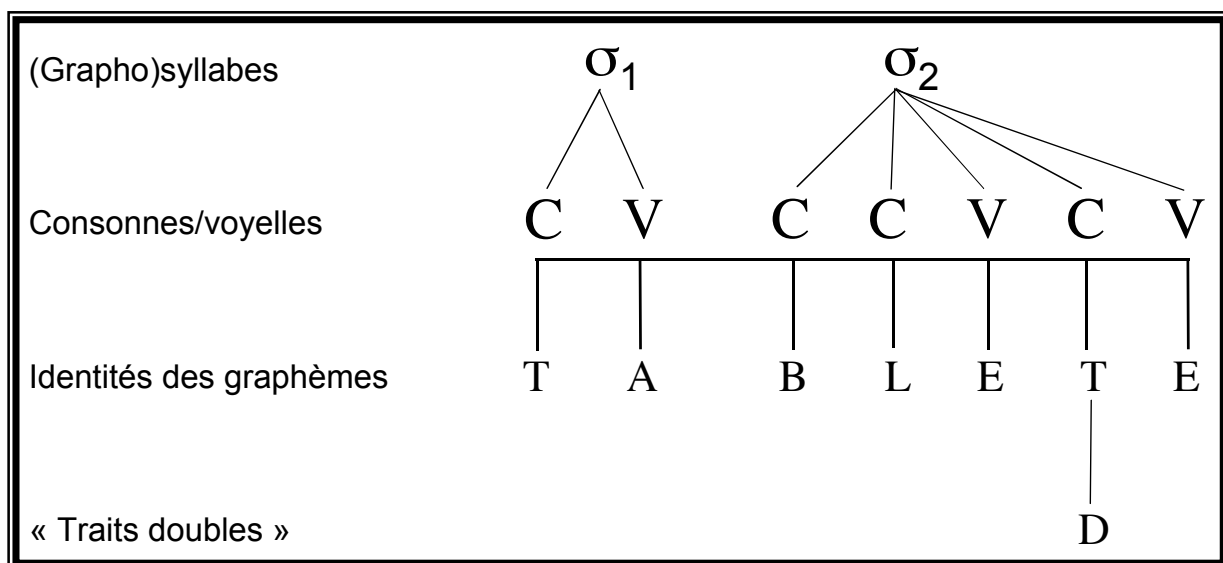 (Grapho)syllabes σ1 σ2
Consonnes/voyelles C V C C V C V
Identités des graphèmes T A B L E T E
« Traits doubles » D